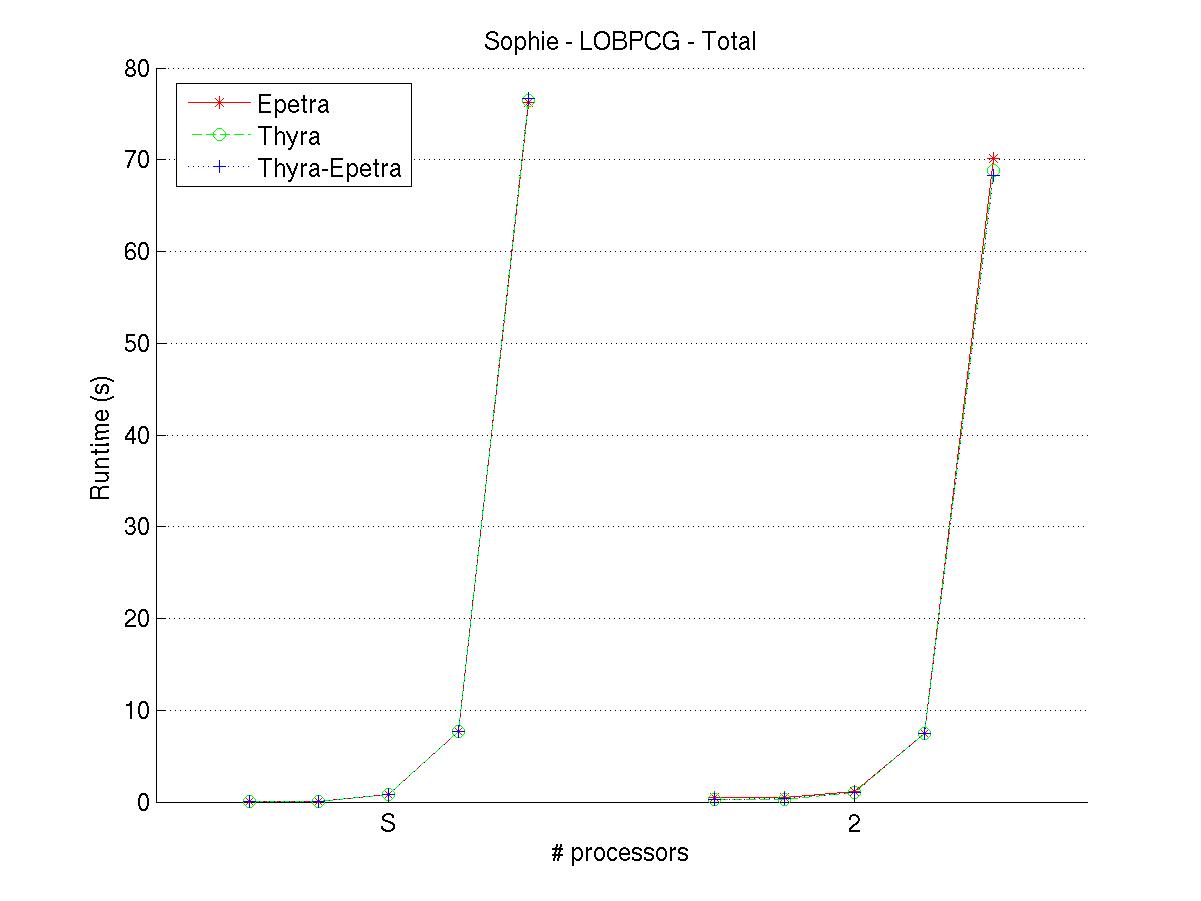 Sophie - LOBPCG - Total
80
70
60
50
40
30
20
10
0
Runtime (s)
Epetra
Thyra
Thyra-Epetra
S
2
# processors